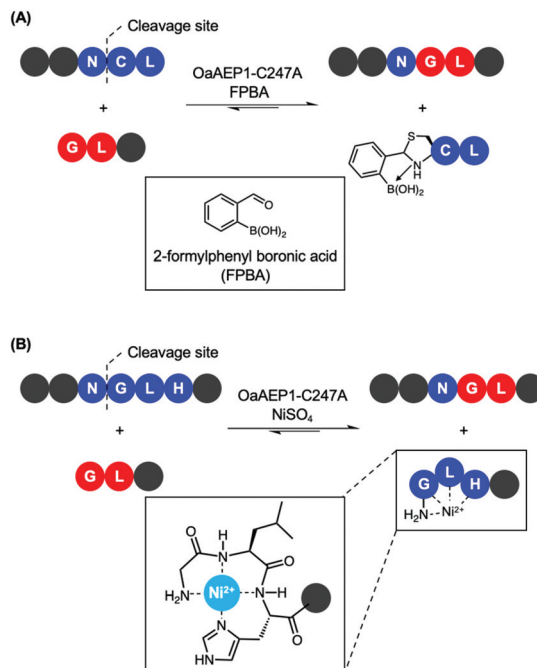 (A)
Cleavage site
N C L
OaAEP1-C247A
FPBA
N G L
+
+
G L
S
NH
B(OH)2
C L
O
B(OH)2
2-formylphenyl boronic acid
(FPBA)
(B)
Cleavage site
N G L H
OaAEP1-C247A
NiSO4
N G L
+
+
G L
G L H
H2N
Ni2+
H
O
N
O
H2N
Ni2+
N-H
N
O
HN